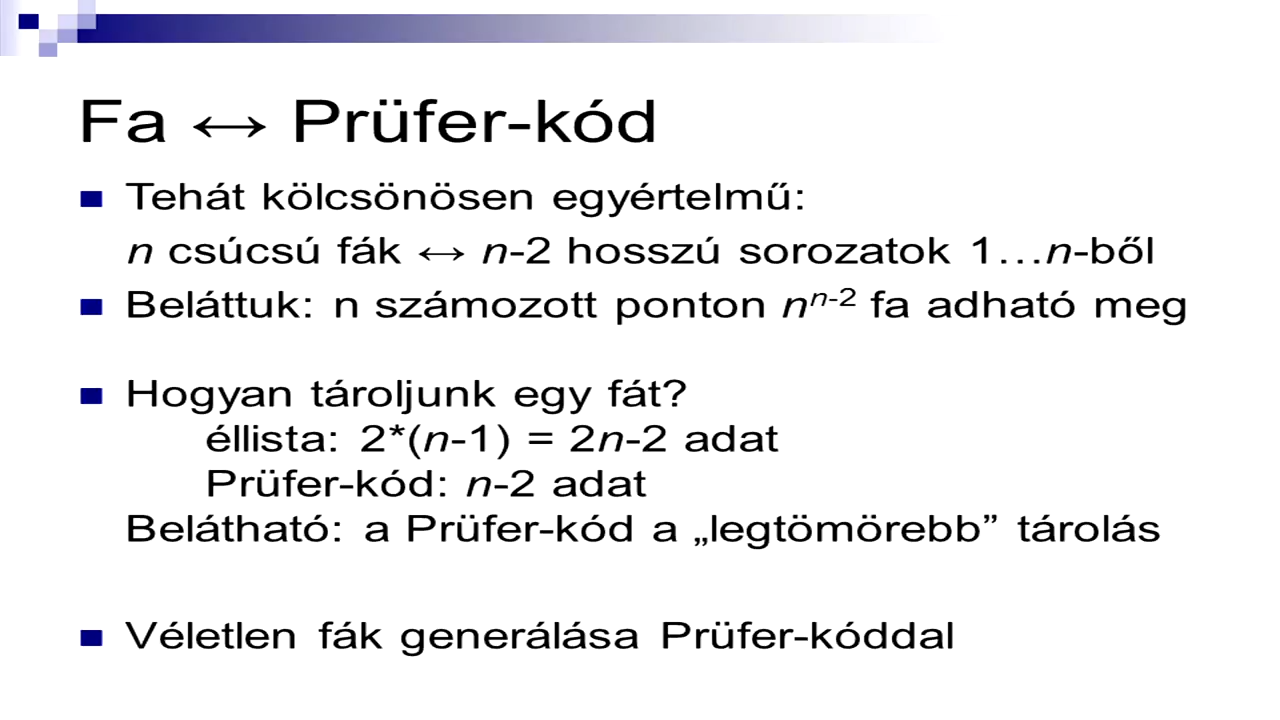 Fa ↔ Prüfer-kód
Tehát kölcsönösen egyértelmű:
n csúcsú fák ↔ n-2 hosszú sorozatok 1…n-ből
Beláttuk: n számozott ponton nⁿ⁻² fa adható meg
Hogyan tároljunk egy fát?
éllista: 2*(n-1) = 2n-2 adat
Prüfer-kód: n-2 adat
Belátható: a Prüfer-kód a „legtömörebb” tárolás
Véletlen fák generálása Prüfer-kóddal